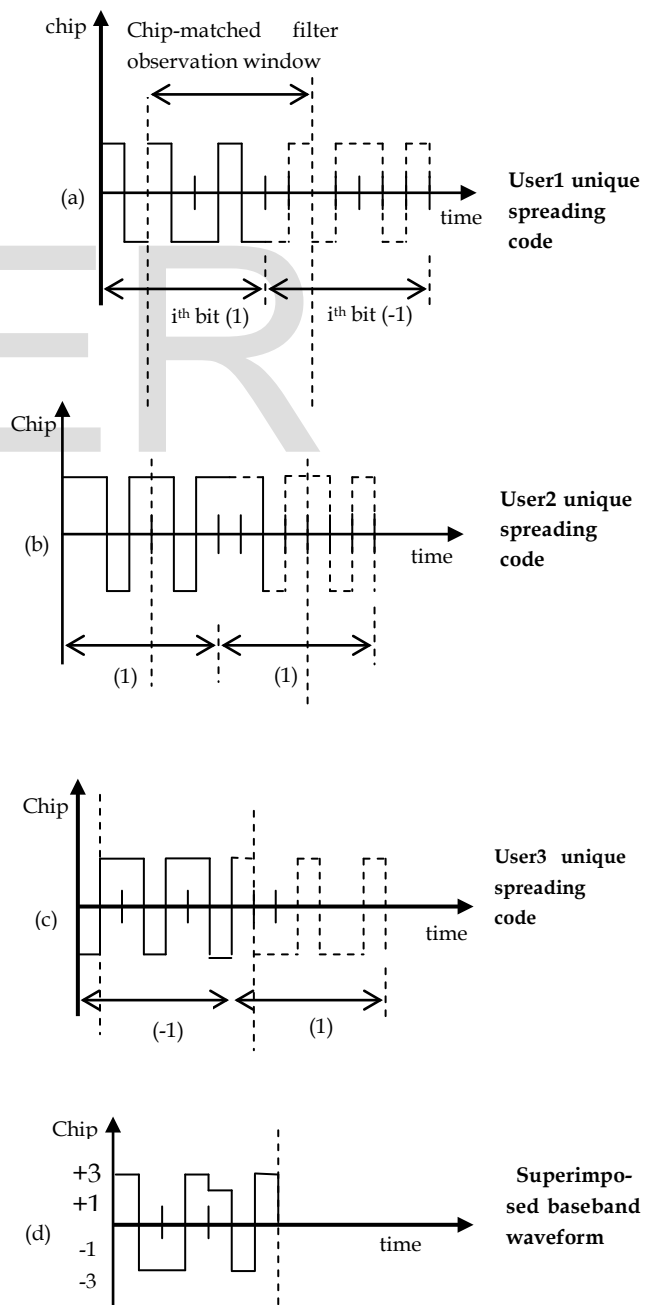 chip
Chip-matched filter
observation window
(a)
time
User1 unique
spreading
code
iᵗʰ bit (1)
iᵗʰ bit (-1)
ER
Chip
(b)
time
User2 unique
spreading
code
(1)
(1)
Chip
(c)
time
User3 unique
spreading
code
(-1)
(1)
Chip
+3
+1
(d)
-1
-3
time
Superimpo-
sed baseband
waveform